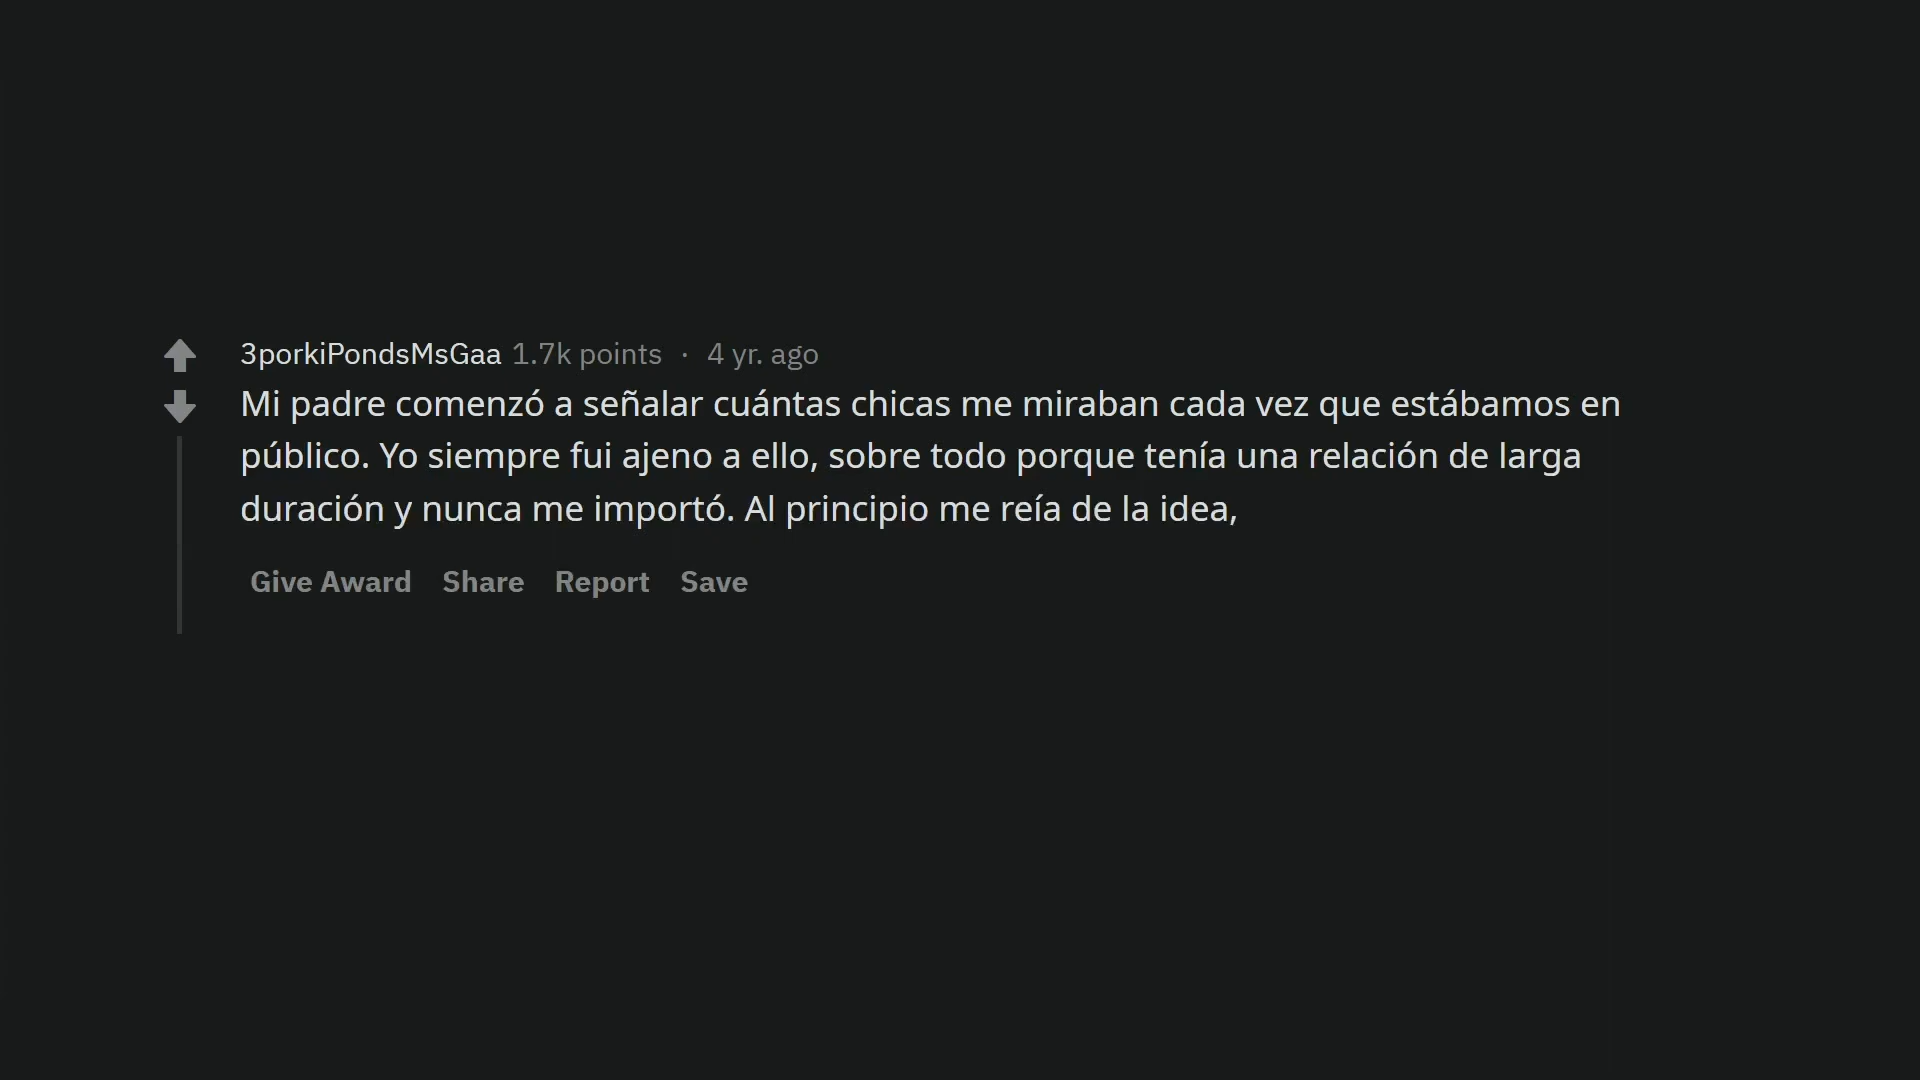 3porkiPondsMsGaa 1.7k points · 4 yr. ago
Mi padre comenzó a señalar cuántas chicas me miraban cada vez que estábamos en
público. Yo siempre fui ajeno a ello, sobre todo porque tenía una relación de larga
duración y nunca me importó. Al principio me reía de la idea,
Give Award Share Report Save